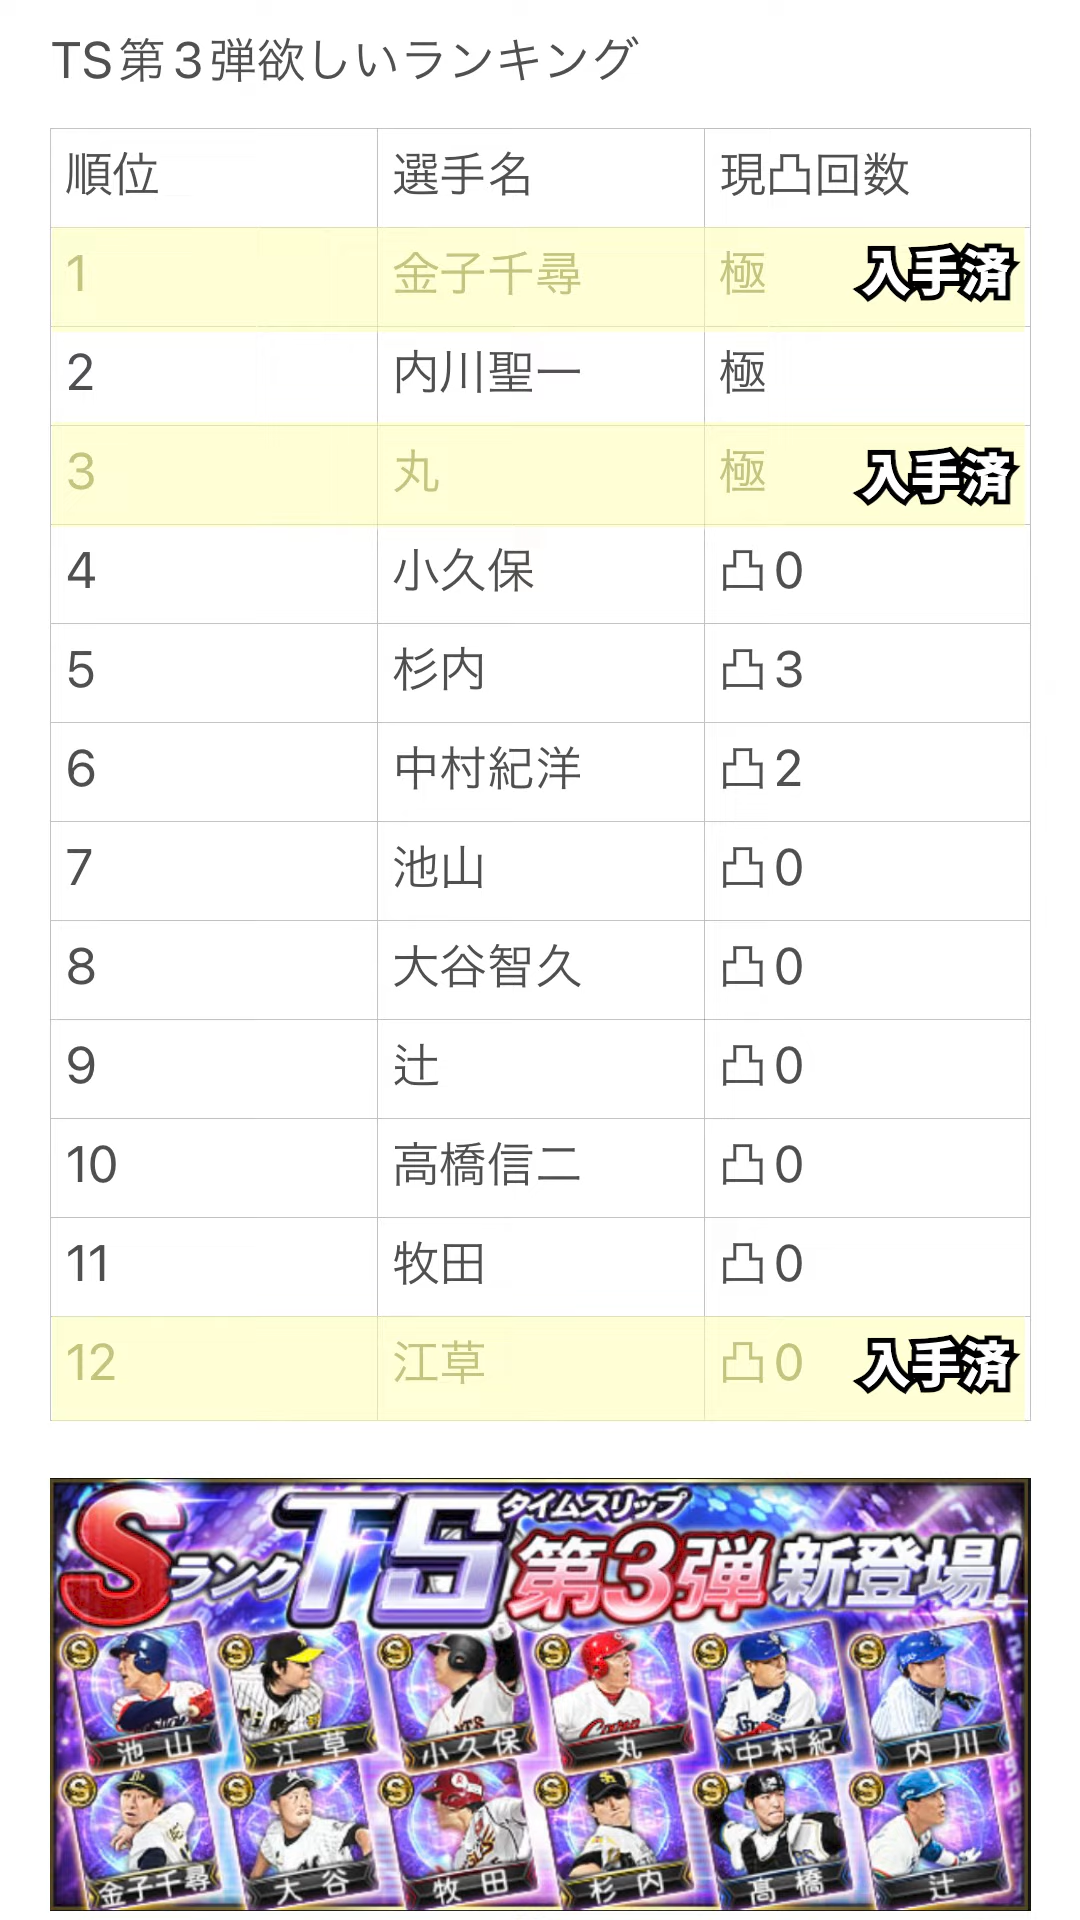 TS第3弾欲しいランキング
順位 選手名 現凸回数
1 金子千尋 極 入手済
2 内川聖一 極
3 丸 極 入手済
4 小久保 凸0
5 杉内 凸3
6 中村紀洋 凸2
7 池山 凸0
8 大谷智久 凸0
9 辻 凸0
10 高橋信二 凸0
11 牧田 凸0
12 江草 凸0 入手済
タイムスリップ
SランクTS第3弾新登場!
S S S S S S
池山 江草 小久保 丸 中村紀 内川
S S S S S S
金子千尋 大谷 牧田 杉内 髙橋 辻